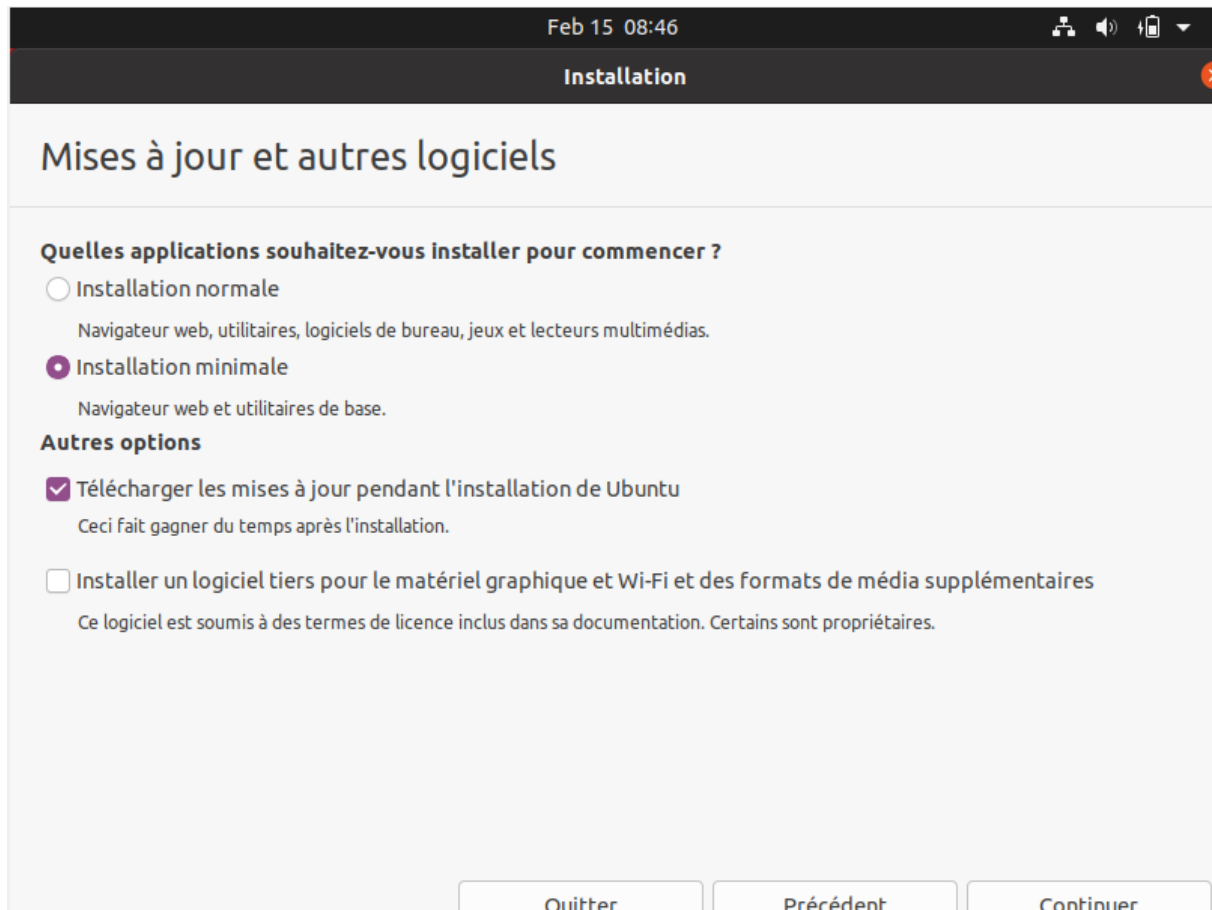 Feb 15 08:46
Installation
Mises à jour et autres logiciels
Quelles applications souhaitez-vous installer pour commencer ?
Installation normale
Navigateur web, utilitaires, logiciels de bureau, jeux et lecteurs multimédias.
Installation minimale
Navigateur web et utilitaires de base.
Autres options
Télécharger les mises à jour pendant l'installation de Ubuntu
Ceci fait gagner du temps après l'installation.
Installer un logiciel tiers pour le matériel graphique et Wi-Fi et des formats de média supplémentaires
Ce logiciel est soumis à des termes de licence inclus dans sa documentation. Certains sont propriétaires.
Quitter Précédent Continuer